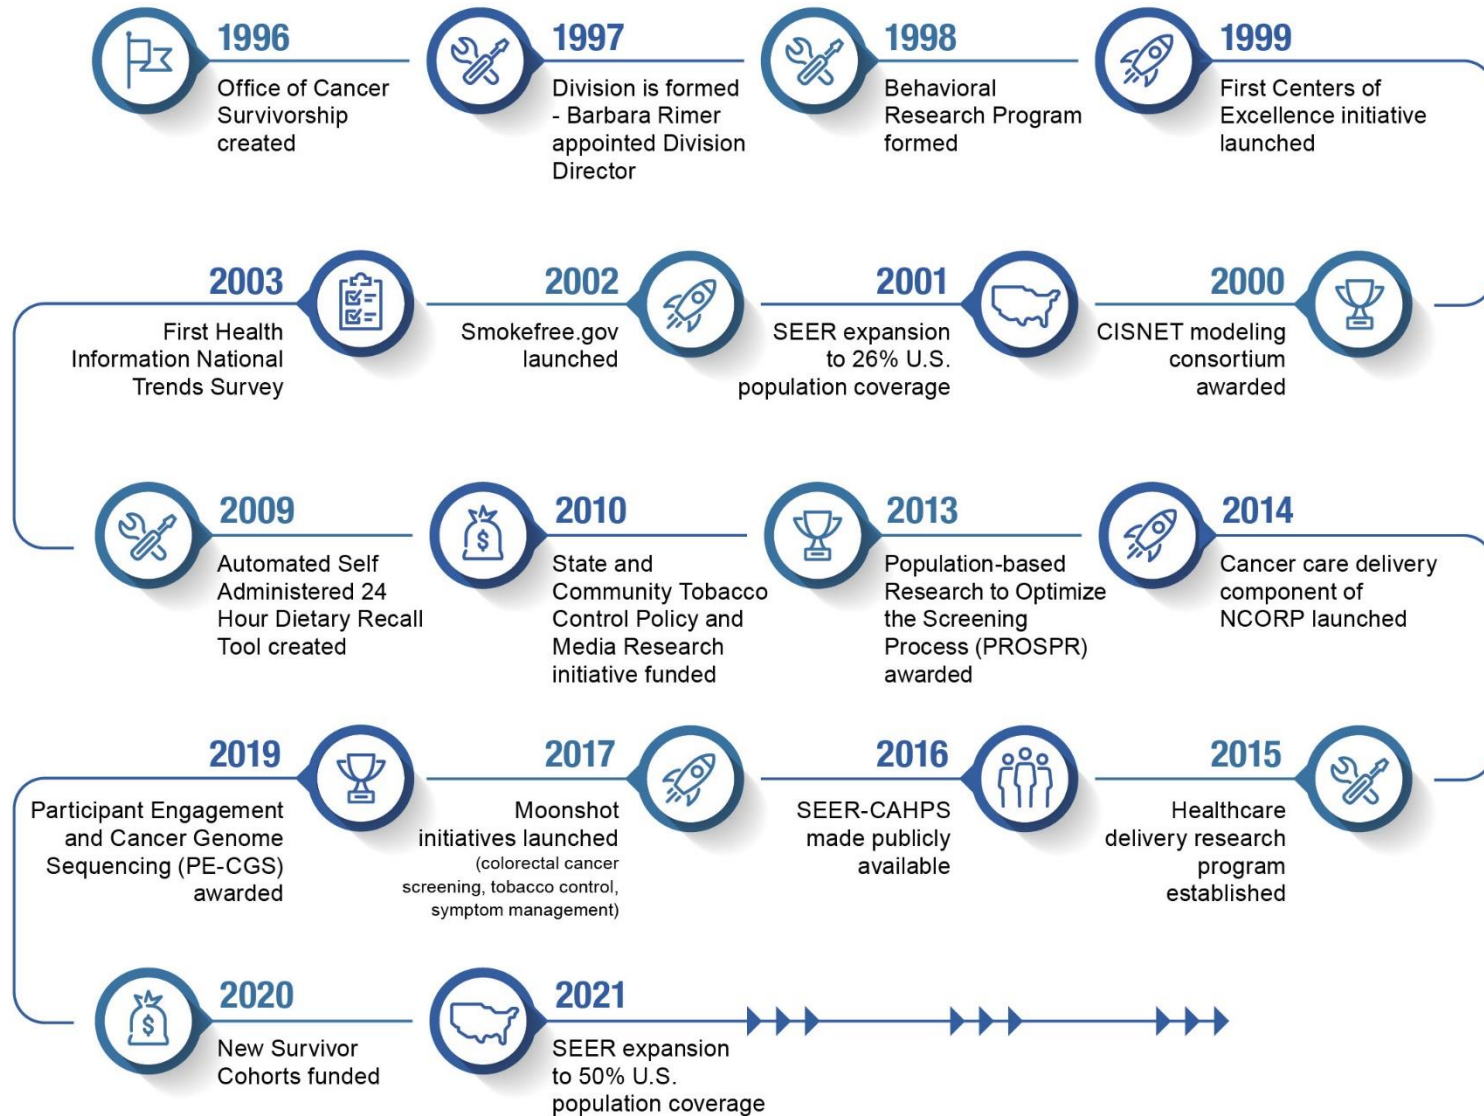 1996
Office of Cancer
Survivorship
created
1997
Division is formed
- Barbara Rimer
appointed Division
Director
1998
Behavioral
Research Program
formed
1999
First Centers of
Excellence initiative
launched
2000
CISNET modeling
consortium
awarded
2001
SEER expansion
to 26% U.S.
population coverage
2002
Smokefree.gov
launched
2003
First Health
Information National
Trends Survey
2009
Automated Self
Administered 24
Hour Dietary Recall
Tool created
2010
State and
Community Tobacco
Control Policy and
Media Research
initiative funded
2013
Population-based
Research to Optimize
the Screening
Process (PROSPR)
awarded
2014
Cancer care delivery
component of
NCORP launched
2015
Healthcare
delivery research
program
established
2016
SEER-CAHPS
made publicly
available
2017
Moonshot
initiatives launched
(colorectal cancer
screening, tobacco control,
symptom management)
2019
Participant Engagement
and Cancer Genome
Sequencing (PE-CGS)
awarded
$
2020
New Survivor
Cohorts funded
2021
SEER expansion
to 50% U.S.
population coverage